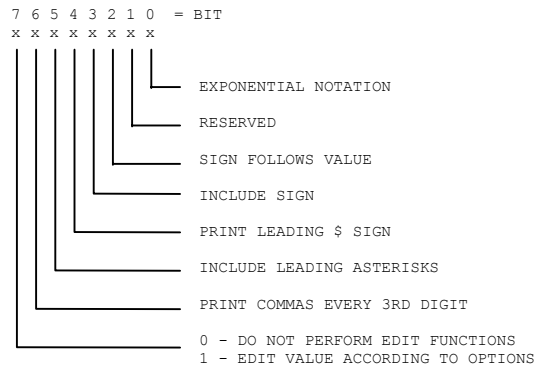 7 6 5 4 3 2 1 0 = BIT
x x x x x x x x
EXPONENTIAL NOTATION
RESERVED
SIGN FOLLOWS VALUE
INCLUDE SIGN
PRINT LEADING $ SIGN
INCLUDE LEADING ASTERISKS
PRINT COMMAS EVERY 3RD DIGIT
0 - DO NOT PERFORM EDIT FUNCTIONS
1 - EDIT VALUE ACCORDING TO OPTIONS